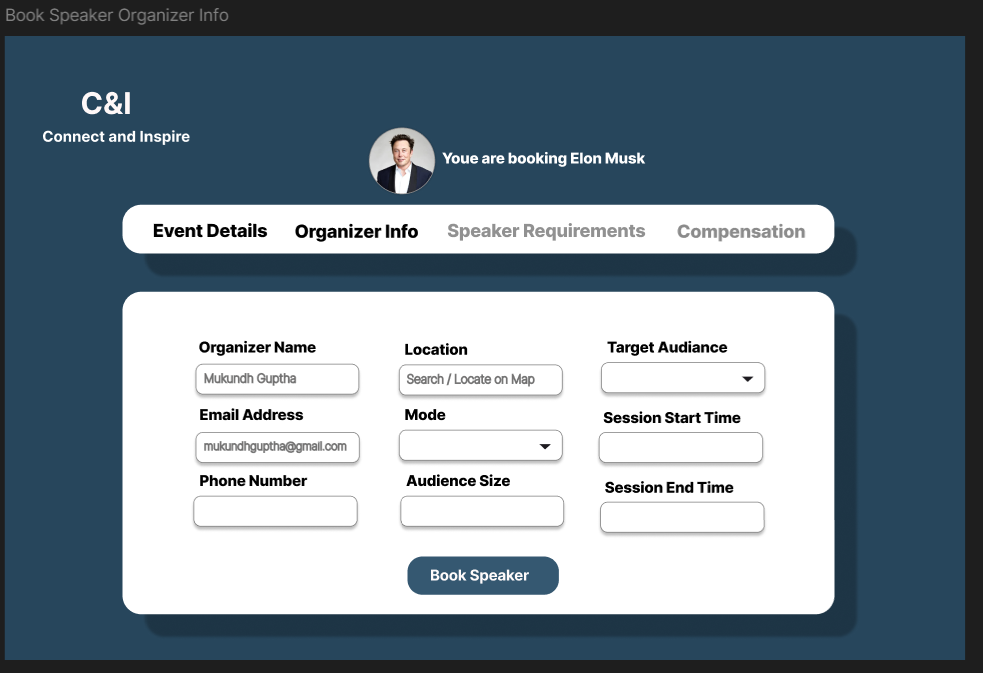 Book Speaker Organizer Info
C&I
Connect and Inspire
Youe are booking Elon Musk
Event Details Organizer Info Speaker Requirements Compensation
Organizer Name Location Target Audiance
Mukundh Guptha Search / Locate on Map
Email Address Mode Session Start Time
mukundhguptha@gmail.com
Phone Number Audience Size Session End Time
Book Speaker